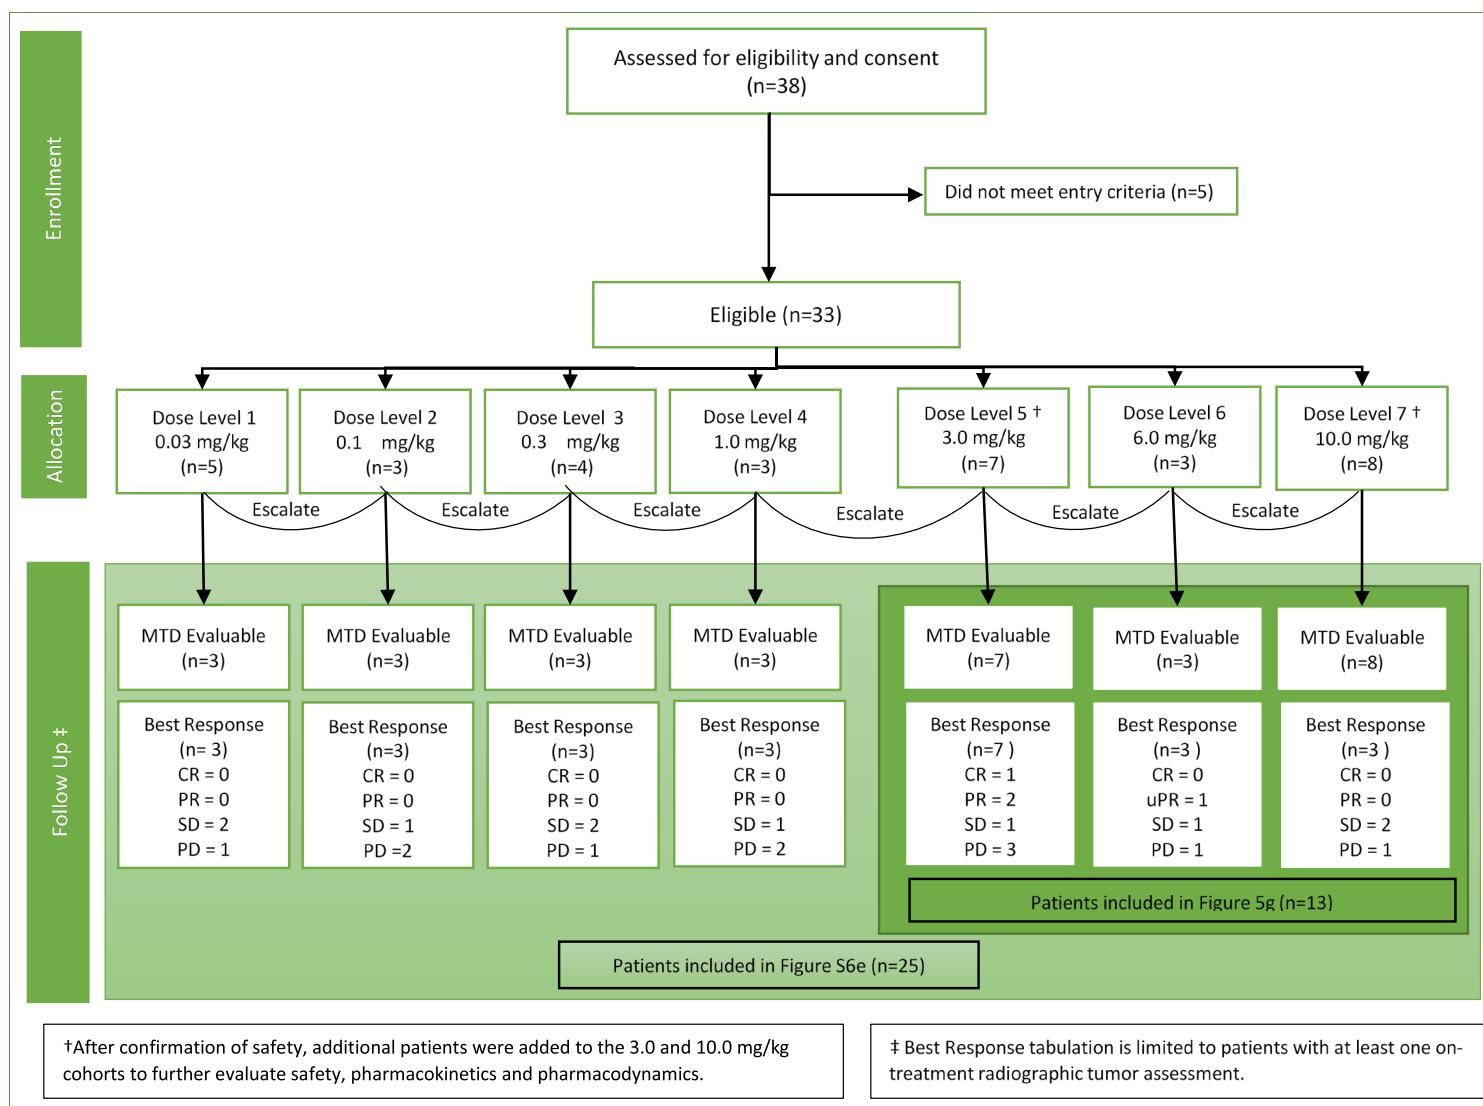 Enrollment
Assessed for eligibility and consent
(n=38)
Did not meet entry criteria (n=5)
Eligible (n=33)
Allocation
Dose Level 1
0.03 mg/kg
(n=5)
Dose Level 2
0.1 mg/kg
(n=3)
Dose Level 3
0.3 mg/kg
(n=4)
Dose Level 4
1.0 mg/kg
(n=3)
Dose Level 5 †
3.0 mg/kg
(n=7)
Dose Level 6
6.0 mg/kg
(n=3)
Dose Level 7 †
10.0 mg/kg
(n=8)
Escalate
Escalate
Escalate
Escalate
Escalate
Escalate
Follow Up ‡
MTD Evaluable
(n=3)
MTD Evaluable
(n=3)
MTD Evaluable
(n=3)
MTD Evaluable
(n=3)
MTD Evaluable
(n=7)
MTD Evaluable
(n=3)
MTD Evaluable
(n=8)
Best Response
(n= 3)
CR = 0
PR = 0
SD = 2
PD = 1
Best Response
(n=3)
CR = 0
PR = 0
SD = 1
PD =2
Best Response
(n=3)
CR = 0
PR = 0
SD = 2
PD = 1
Best Response
(n=3)
CR = 0
PR = 0
SD = 1
PD = 2
Best Response
(n=7 )
CR = 1
PR = 2
SD = 1
PD = 3
Best Response
(n=3 )
CR = 0
uPR = 1
SD = 1
PD = 1
Best Response
(n=3 )
CR = 0
PR = 0
SD = 2
PD = 1
Patients included in Figure 5g (n=13)
Patients included in Figure S6e (n=25)
†After confirmation of safety, additional patients were added to the 3.0 and 10.0 mg/kg
cohorts to further evaluate safety, pharmacokinetics and pharmacodynamics.
‡ Best Response tabulation is limited to patients with at least one on-
treatment radiographic tumor assessment.